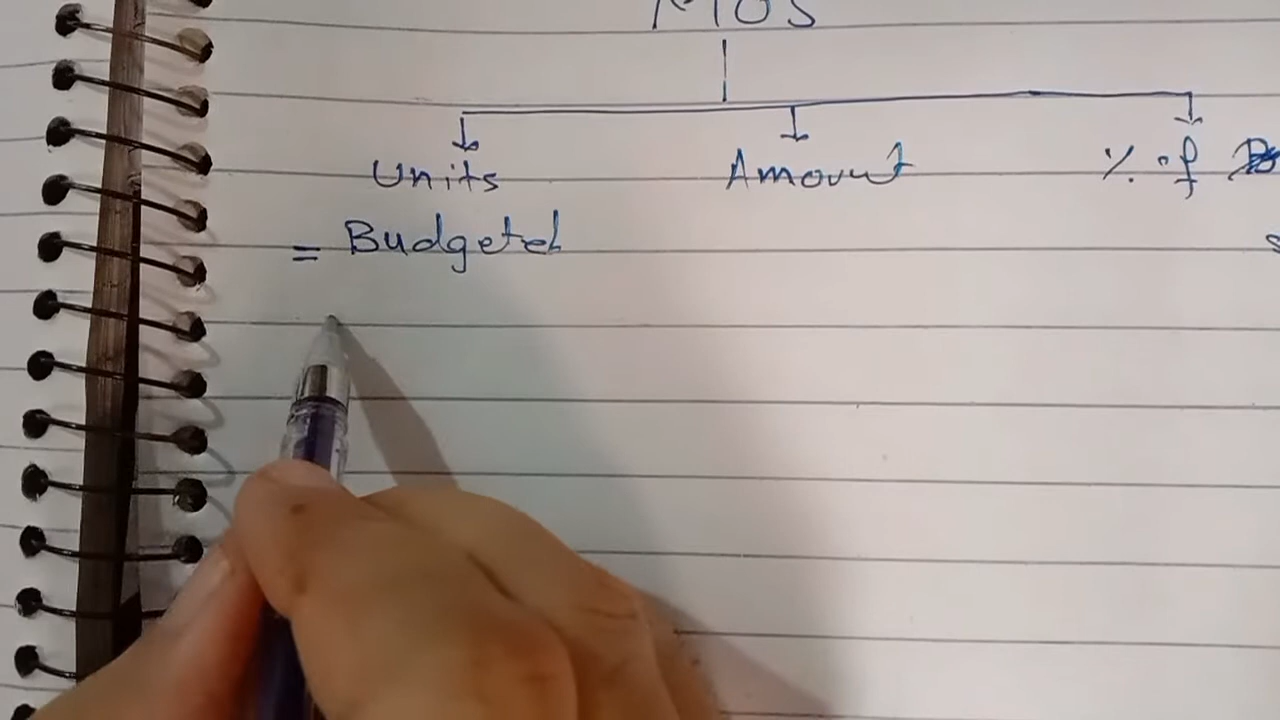 MOS
Units Amount % of
= Budgeted